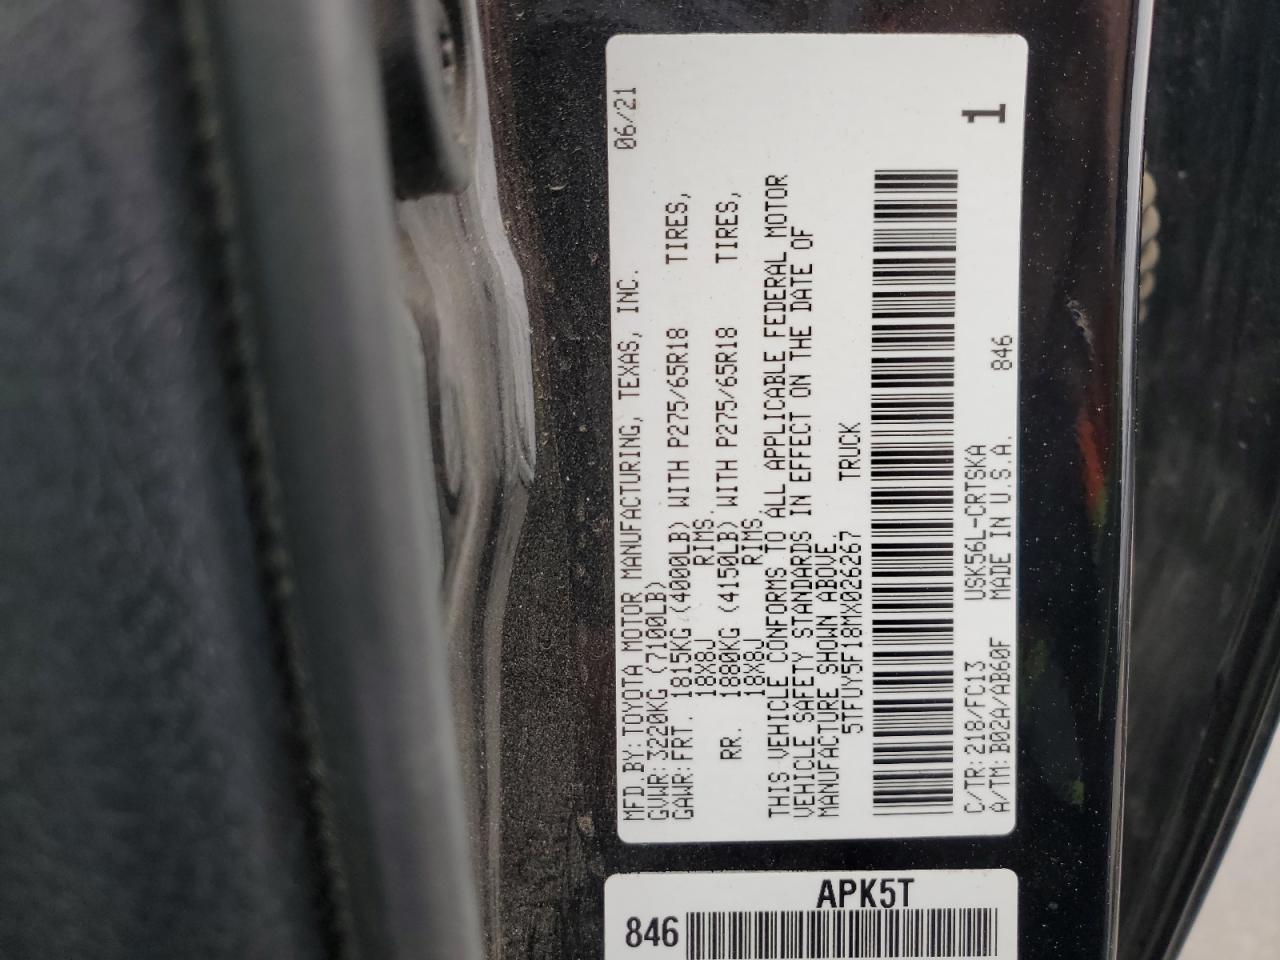 MFD.BY:TOYOTA MOTOR MANUFACTURING, TEXAS, INC. 06/21
GVWR:3220KG (7100LB)
GAWR:FRT. 1815KG (4000LB) WITH P275/65R18 TIRES,
18X8J RIMS.
RR. 1880KG (4150LB) WITH P275/65R18 TIRES,
18X8J RIMS.
THIS VEHICLE CONFORMS TO ALL APPLICABLE FEDERAL MOTOR
VEHICLE SAFETY STANDARDS IN EFFECT ON THE DATE OF
MANUFACTURE SHOWN ABOVE.
5TFUY5F18MX026267 TRUCK
1
C/TR:218/FC13 USK56L-CRTSKA
A/TM:B02A/AB60F MADE IN U.S.A. 846
APK5T
846